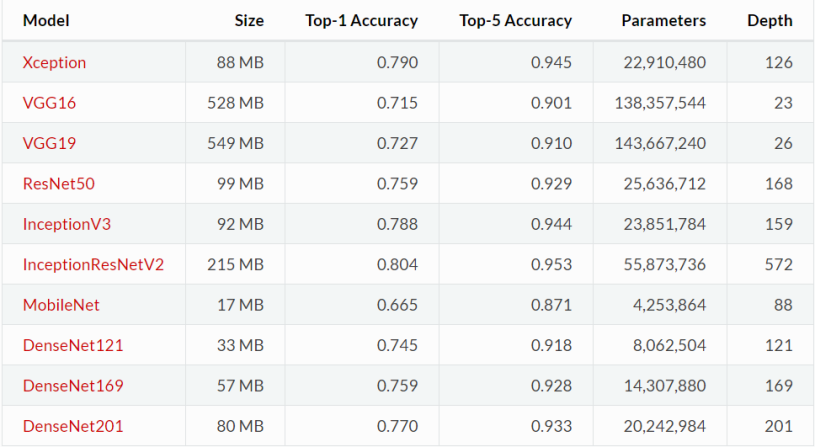 Model Size Top-1 Accuracy Top-5 Accuracy Parameters Depth
Xception 88 MB 0.790 0.945 22,910,480 126
VGG16 528 MB 0.715 0.901 138,357,544 23
VGG19 549 MB 0.727 0.910 143,667,240 26
ResNet50 99 MB 0.759 0.929 25,636,712 168
InceptionV3 92 MB 0.788 0.944 23,851,784 159
InceptionResNetV2 215 MB 0.804 0.953 55,873,736 572
MobileNet 17 MB 0.665 0.871 4,253,864 88
DenseNet121 33 MB 0.745 0.918 8,062,504 121
DenseNet169 57 MB 0.759 0.928 14,307,880 169
DenseNet201 80 MB 0.770 0.933 20,242,984 201